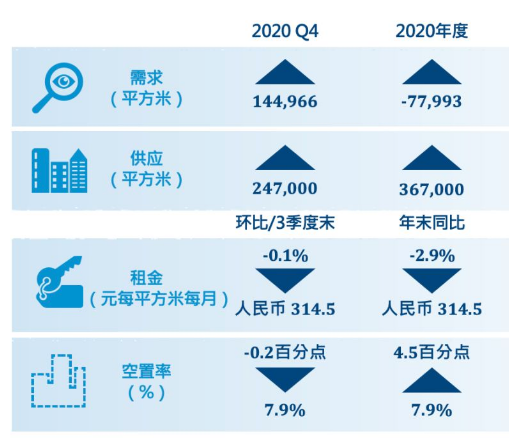 2020 Q4 2020年度
需求
（平方米）
144,966 -77,993
供应
（平方米）
247,000 367,000
环比/3季度末 年末同比
-0.1% -2.9%
租金
（元每平方米每月）
人民币 314.5 人民币 314.5
-0.2百分点 4.5百分点
空置率
（%）
7.9% 7.9%